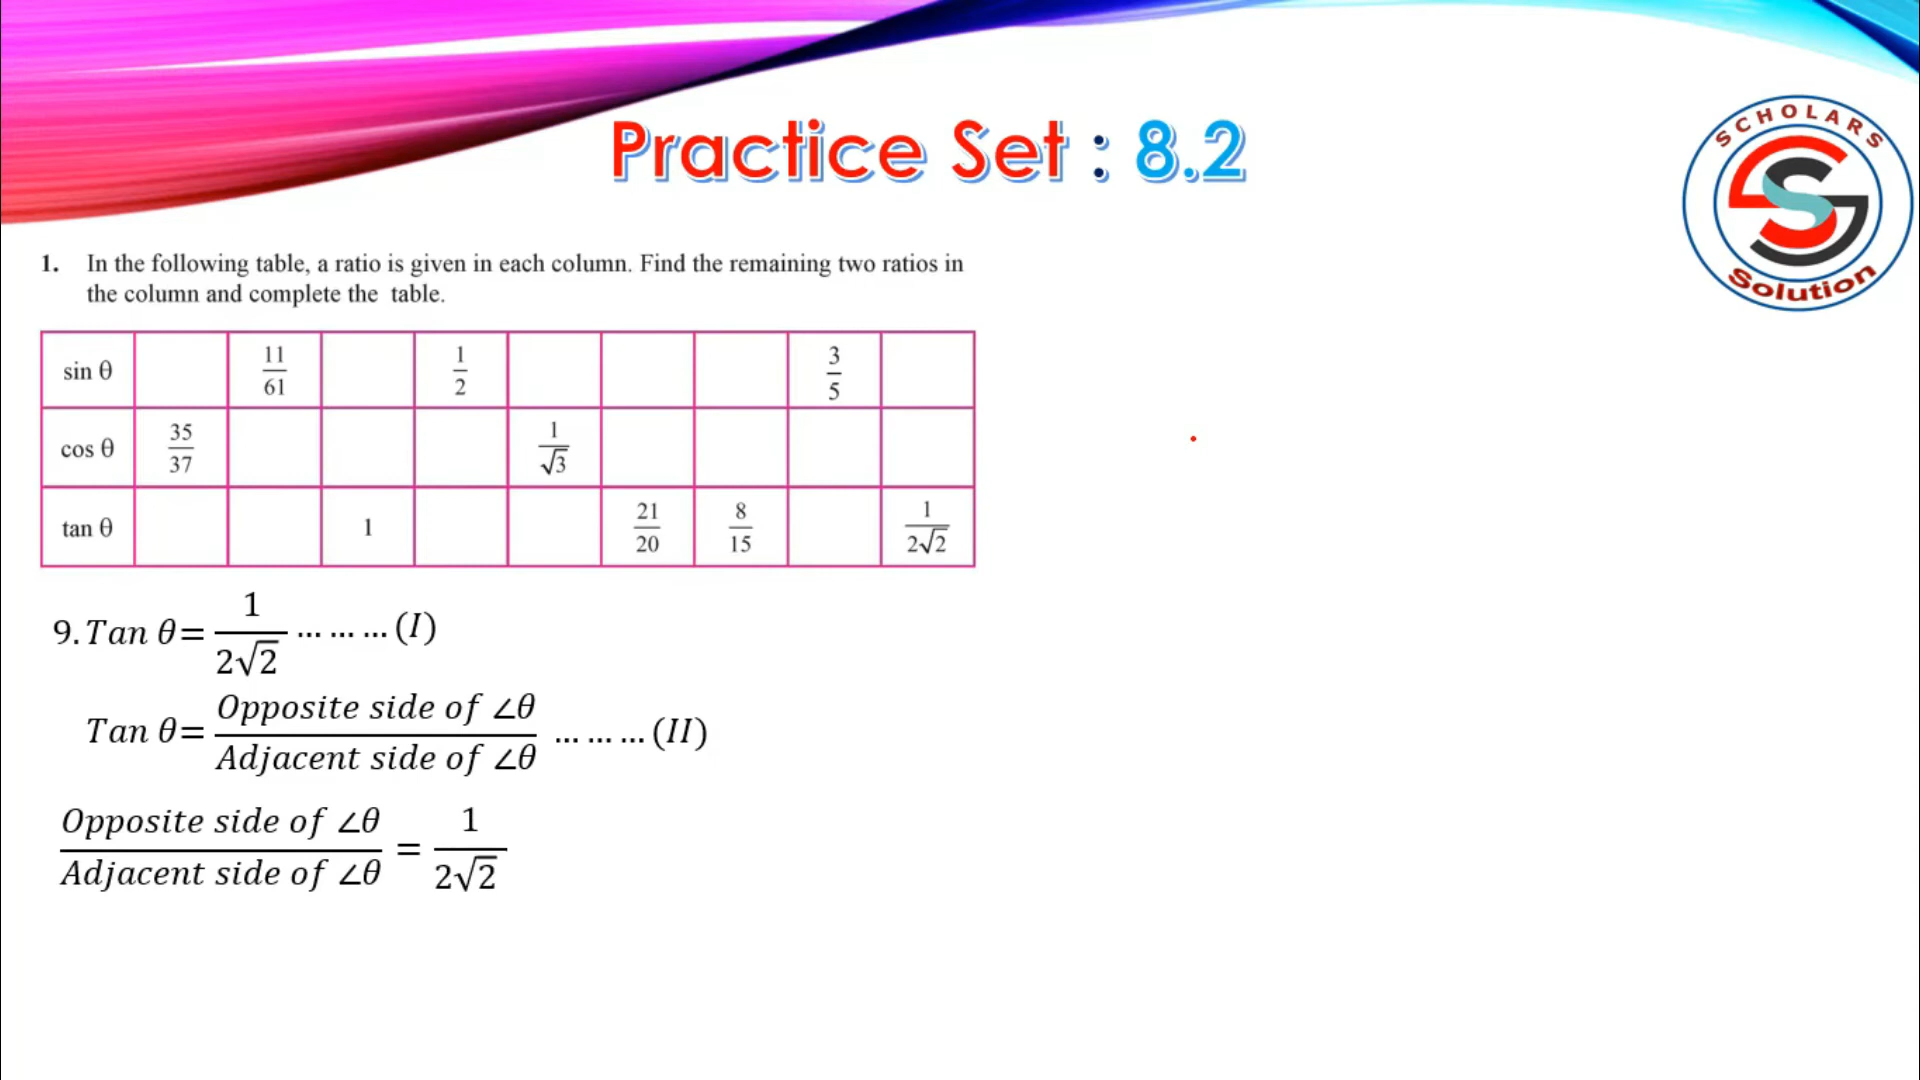 Practice Set : 8.2
SCHOLARS
Solution
1. In the following table, a ratio is given in each column. Find the remaining two ratios in
the column and complete the table.
sin θ 11/61 1/2 3/5
cos θ 35/37 1/√3
tan θ 1 21/20 8/15 1/2√2
9. Tan θ= 1/2√2 ... ... ... (I)
Tan θ= Opposite side of ∠θ / Adjacent side of ∠θ ... ... ... (II)
Opposite side of ∠θ / Adjacent side of ∠θ = 1/2√2